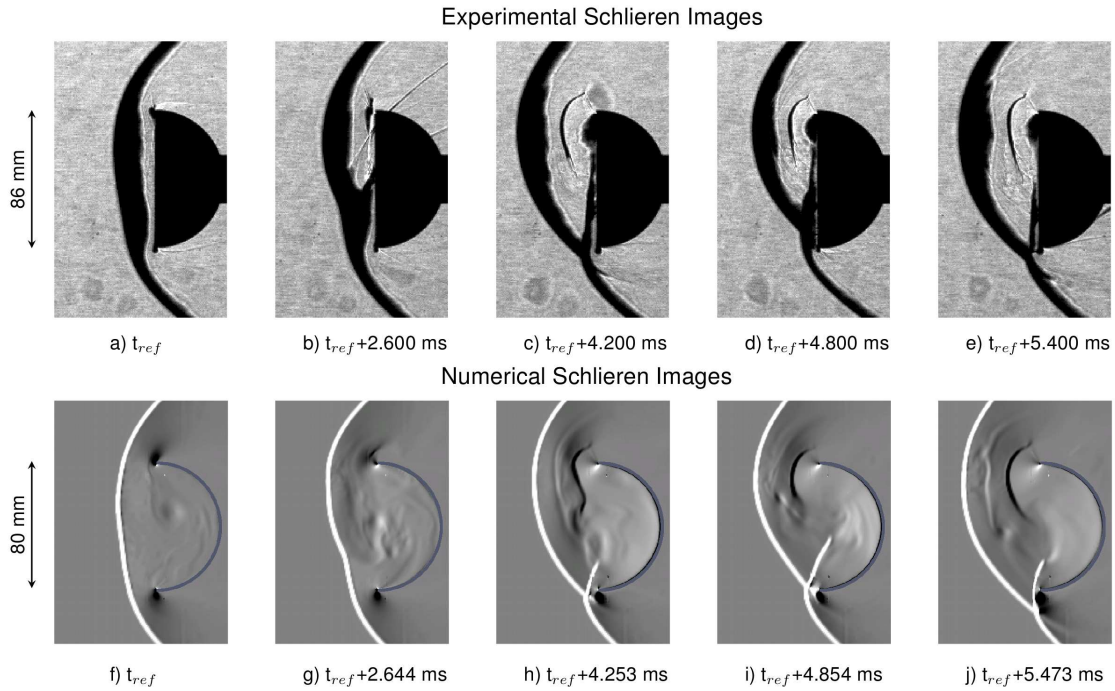 Experimental Schlieren Images
86 mm
a) t_ref
b) t_ref+2.600 ms
c) t_ref+4.200 ms
d) t_ref+4.800 ms
e) t_ref+5.400 ms
Numerical Schlieren Images
80 mm
f) t_ref
g) t_ref+2.644 ms
h) t_ref+4.253 ms
i) t_ref+4.854 ms
j) t_ref+5.473 ms